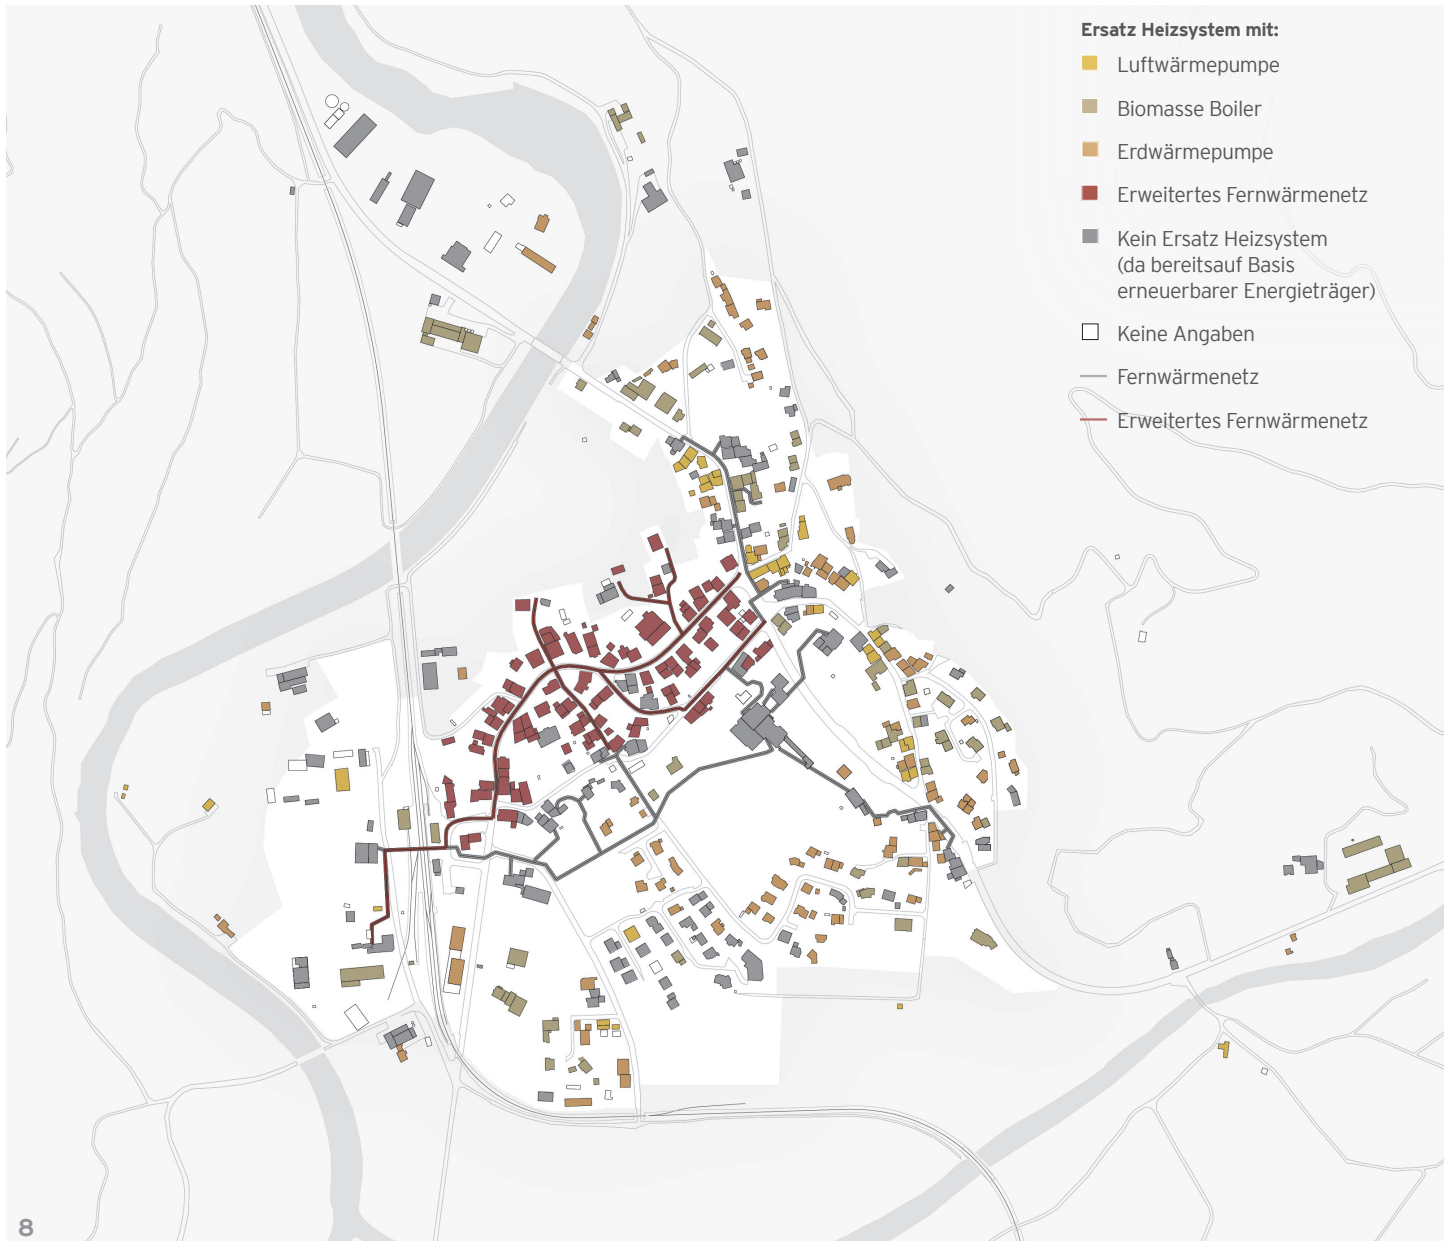 Ersatz Heizsystem mit:
Luftwärmepumpe
Biomasse Boiler
Erdwärmepumpe
Erweitertes Fernwärmenetz
Kein Ersatz Heizsystem
(da bereitsauf Basis
erneuerbarer Energieträger)
Keine Angaben
Fernwärmenetz
Erweitertes Fernwärmenetz
8